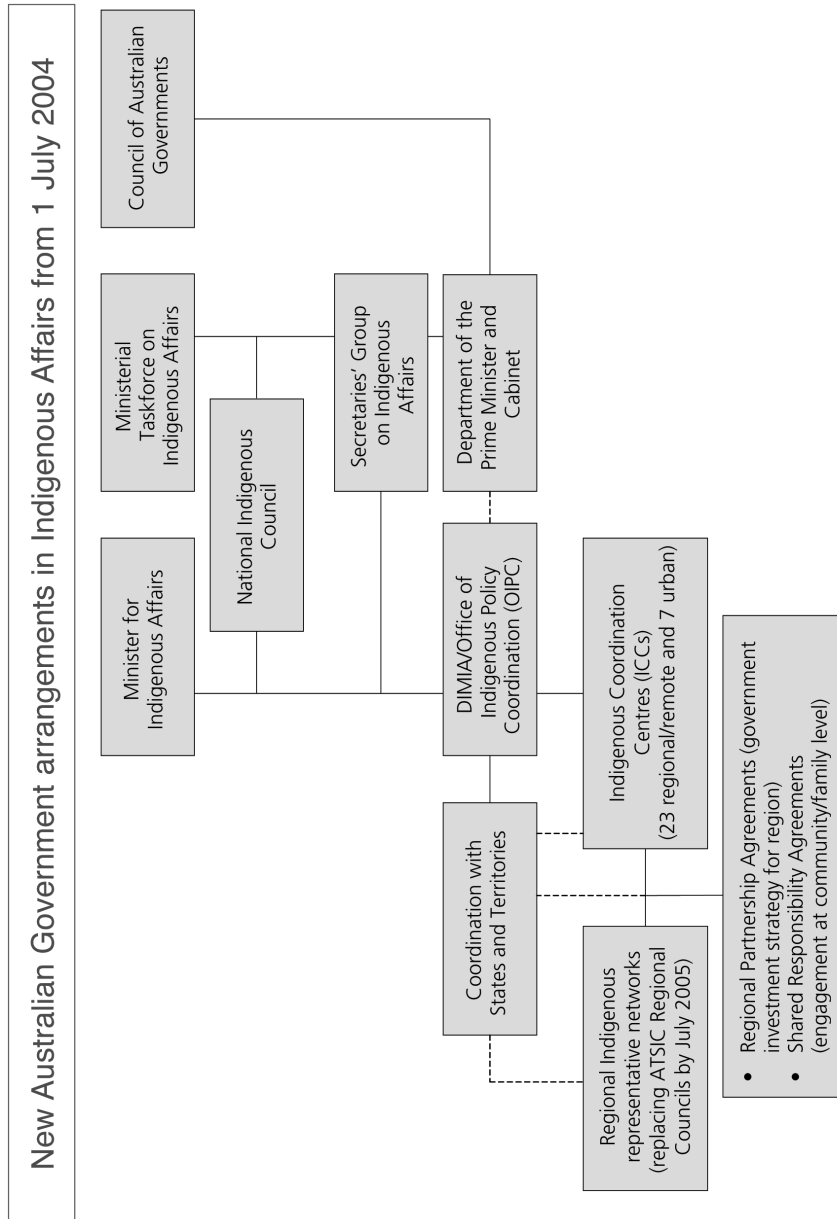 New Australian Government arrangements in Indigenous Affairs from 1 July 2004
Minister for
Indigenous Affairs
Ministerial
Taskforce on
Indigenous Affairs
Council of Australian
Governments
National Indigenous
Council
Secretaries’ Group
on Indigenous
Affairs
Coordination with
States and Territories
DIMIA/Office of
Indigenous Policy
Coordination (OIPC)
Department of the
Prime Minister and
Cabinet
Regional Indigenous
representative networks
(replacing ATSIC Regional
Councils by July 2005)
Indigenous Coordination
Centres (ICCs)
(23 regional/remote and 7 urban)
• Regional Partnership Agreements (government
investment strategy for region)
• Shared Responsibility Agreements
(engagement at community/family level)